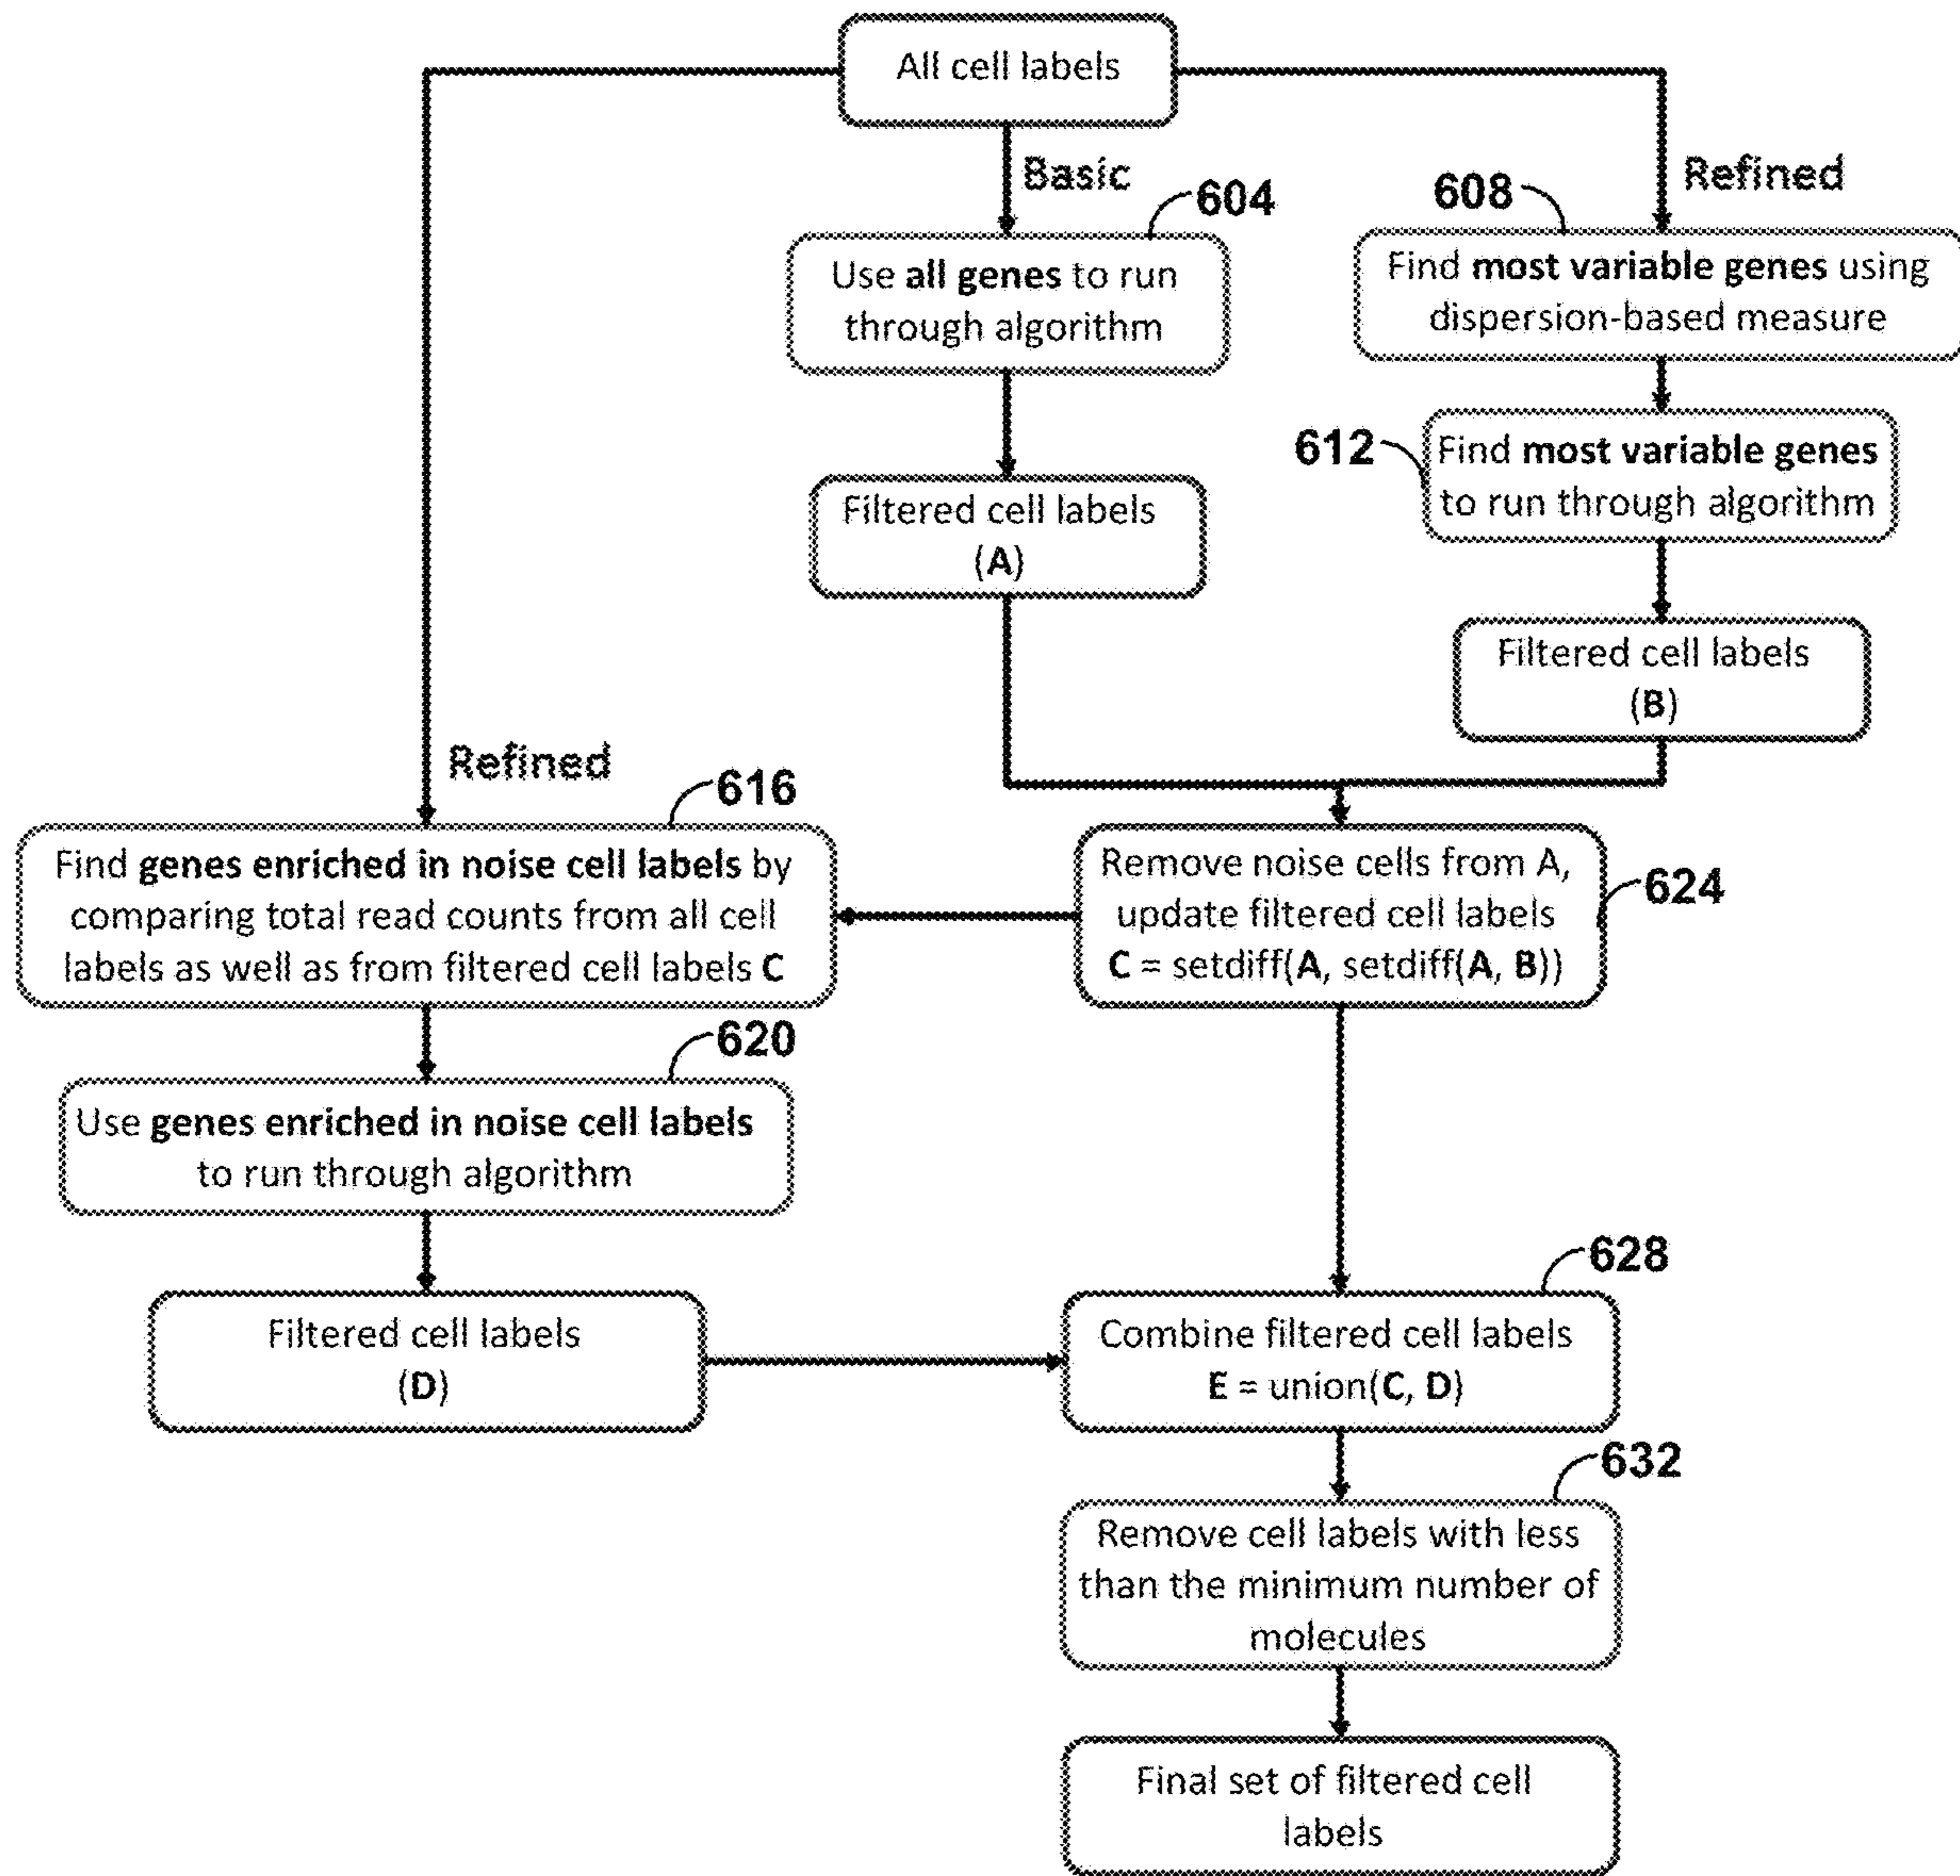 All cell labels
Basic
Refined
604
608
Use all genes to run
through algorithm
Find most variable genes using
dispersion-based measure
612
Find most variable genes
to run through algorithm
Filtered cell labels
(A)
Filtered cell labels
(B)
Refined
616
Find genes enriched in noise cell labels by
comparing total read counts from all cell
labels as well as from filtered cell labels C
Remove noise cells from A,
update filtered cell labels
C = setdiff(A, setdiff(A, B))
624
620
Use genes enriched in noise cell labels
to run through algorithm
Filtered cell labels
(D)
628
Combine filtered cell labels
E = union(C, D)
632
Remove cell labels with less
than the minimum number of
molecules
Final set of filtered cell
labels